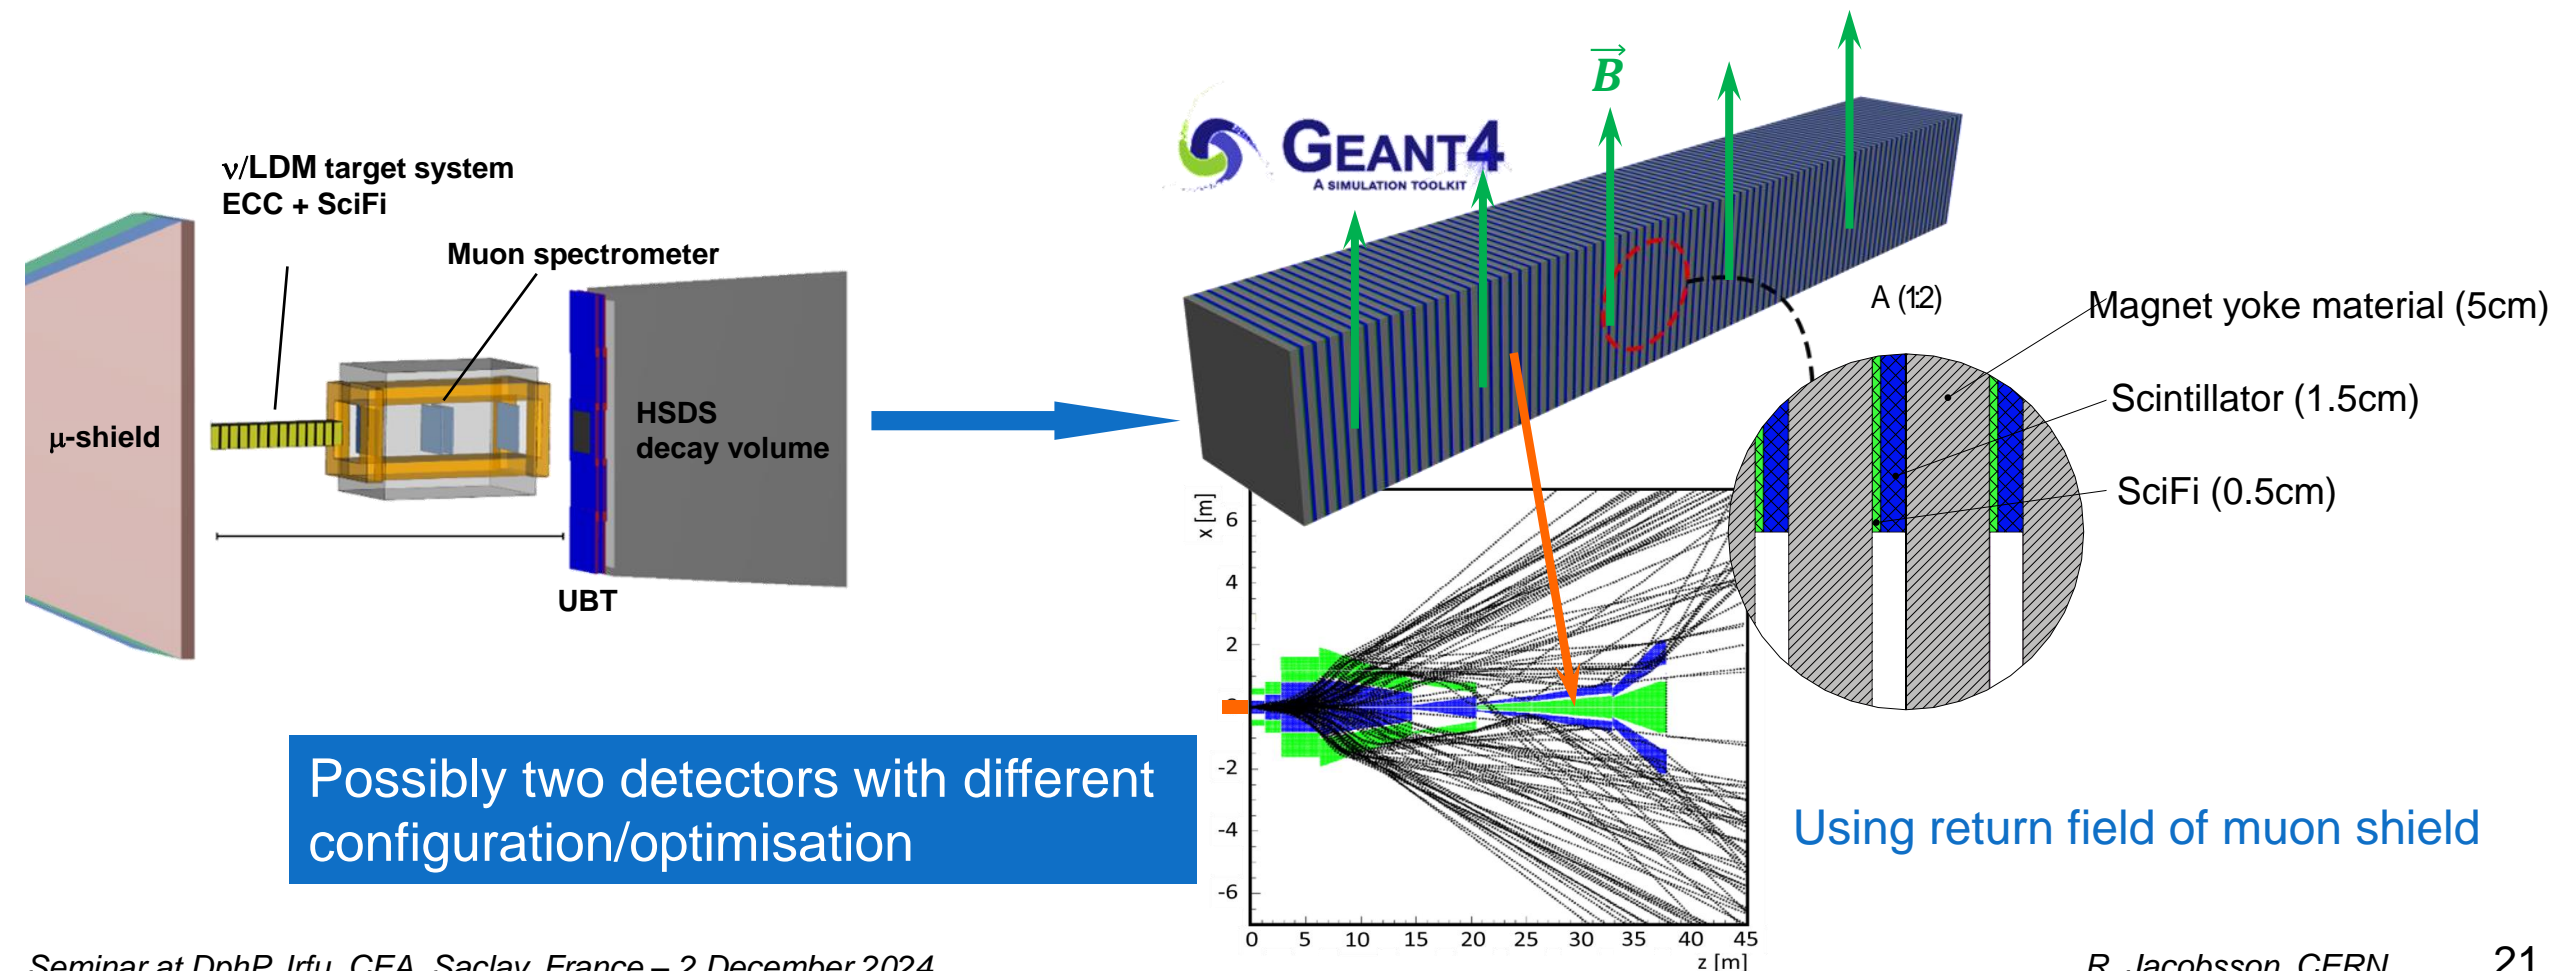 ν/LDM target system
ECC + SciFi
Muon spectrometer
μ-shield
HSDS
decay volume
UBT
Possibly two detectors with different
configuration/optimisation
B
GEANT4
A SIMULATION TOOLKIT
A (1:2)
Magnet yoke material (5cm)
Scintillator (1.5cm)
SciFi (0.5cm)
x [m]
6
4
2
-2
-4
-6
0 5 10 15 20 25 30 35 40 45
z [m]
Using return field of muon shield
Seminar at DphP, Irfu, CEA, Saclay, France – 2 December 2024
R. Jacobsson, CERN
21